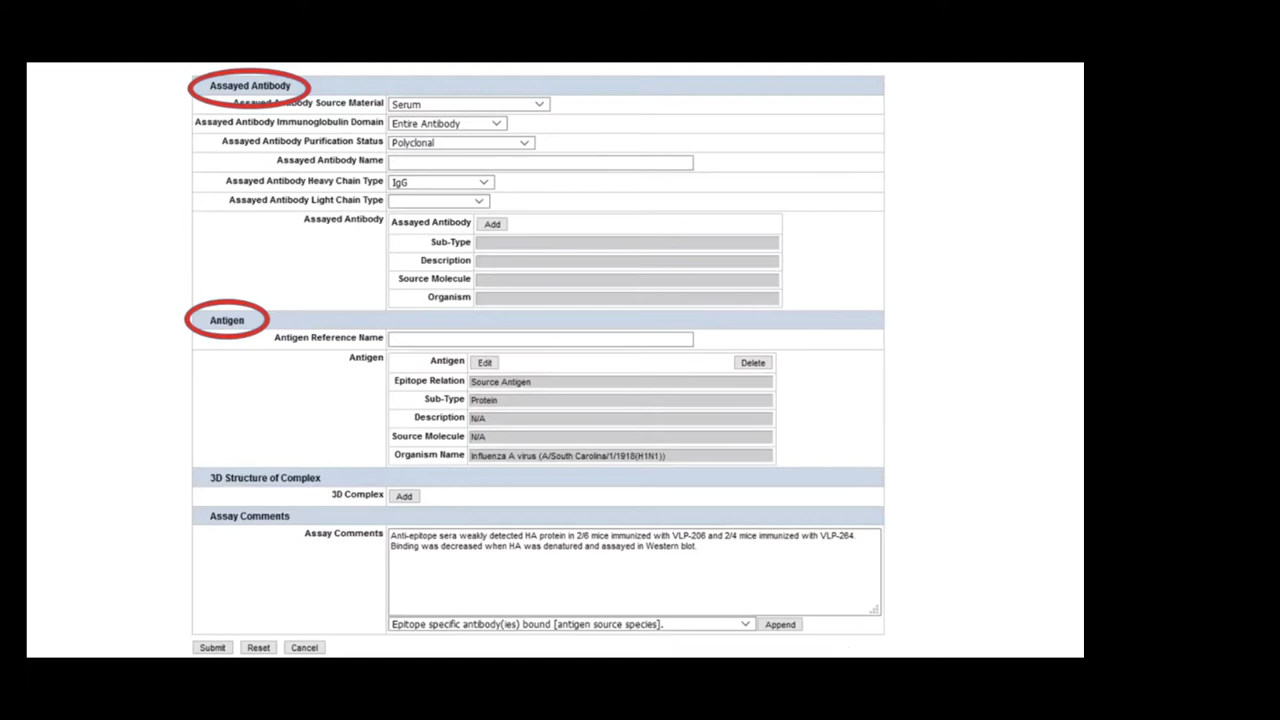 Assayed Antibody
Assayed Antibody Source Material Serum
Assayed Antibody Immunoglobulin Domain Entire Antibody
Assayed Antibody Purification Status Polyclonal
Assayed Antibody Name
Assayed Antibody Heavy Chain Type IgG
Assayed Antibody Light Chain Type
Assayed Antibody Assayed Antibody Add
Sub-Type
Description
Source Molecule
Organism
Antigen
Antigen Reference Name
Antigen Antigen Edit Delete
Epitope Relation Source Antigen
Sub-Type Protein
Description N/A
Source Molecule N/A
Organism Name Influenza A virus (A/South Carolina/1/1918(H1N1))
3D Structure of Complex
3D Complex Add
Assay Comments
Assay Comments Anti-epitope sera weakly detected HA protein in 2/6 mice immunized with VLP-206 and 2/4 mice immunized with VLP-264.
Binding was decreased when HA was denatured and assayed in Western blot.
Epitope specific antibody(ies) bound [antigen source species]. Append
Submit Reset Cancel